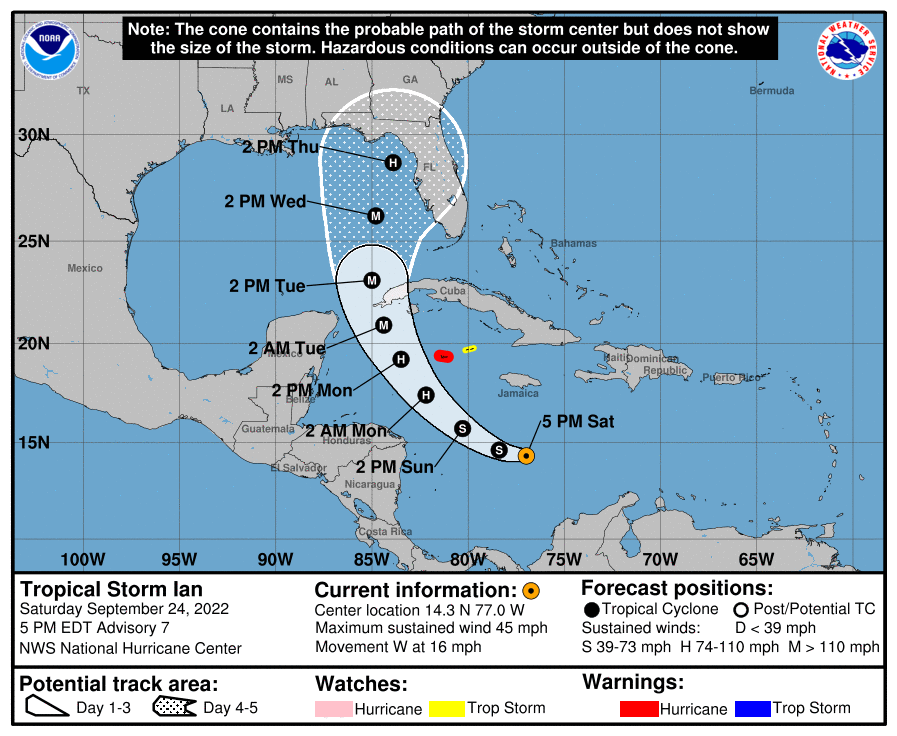 Note: The cone contains the probable path of the storm center but does not show
the size of the storm. Hazardous conditions can occur outside of the cone.
NOAA
NATIONAL WEATHER SERVICE
TX
LA
MS
AL
GA
Bermuda
30N
2 PM Thu
H
FL
2 PM Wed
M
25N
Bahamas
Mexico
2 PM Tue
M
Cuba
20N
2 AM Tue
M
Mexico
Haiti
Dominican
Republic
Puerto Rico
2 PM Mon
H
Belize
Jamaica
H
Guatemala
2 AM Mon
Honduras
5 PM Sat
15N
S
S
El Salvador
2 PM Sun
Nicaragua
Costa Rica
100W 95W 90W 85W 80W 75W 70W 65W
Tropical Storm Ian
Saturday September 24, 2022
5 PM EDT Advisory 7
NWS National Hurricane Center
Current information:
Center location 14.3 N 77.0 W
Maximum sustained wind 45 mph
Movement W at 16 mph
Forecast positions:
Tropical Cyclone Post/Potential TC
Sustained winds: D < 39 mph
S 39-73 mph H 74-110 mph M > 110 mph
Potential track area:
Day 1-3 Day 4-5
Watches:
Hurricane Trop Storm
Warnings:
Hurricane Trop Storm